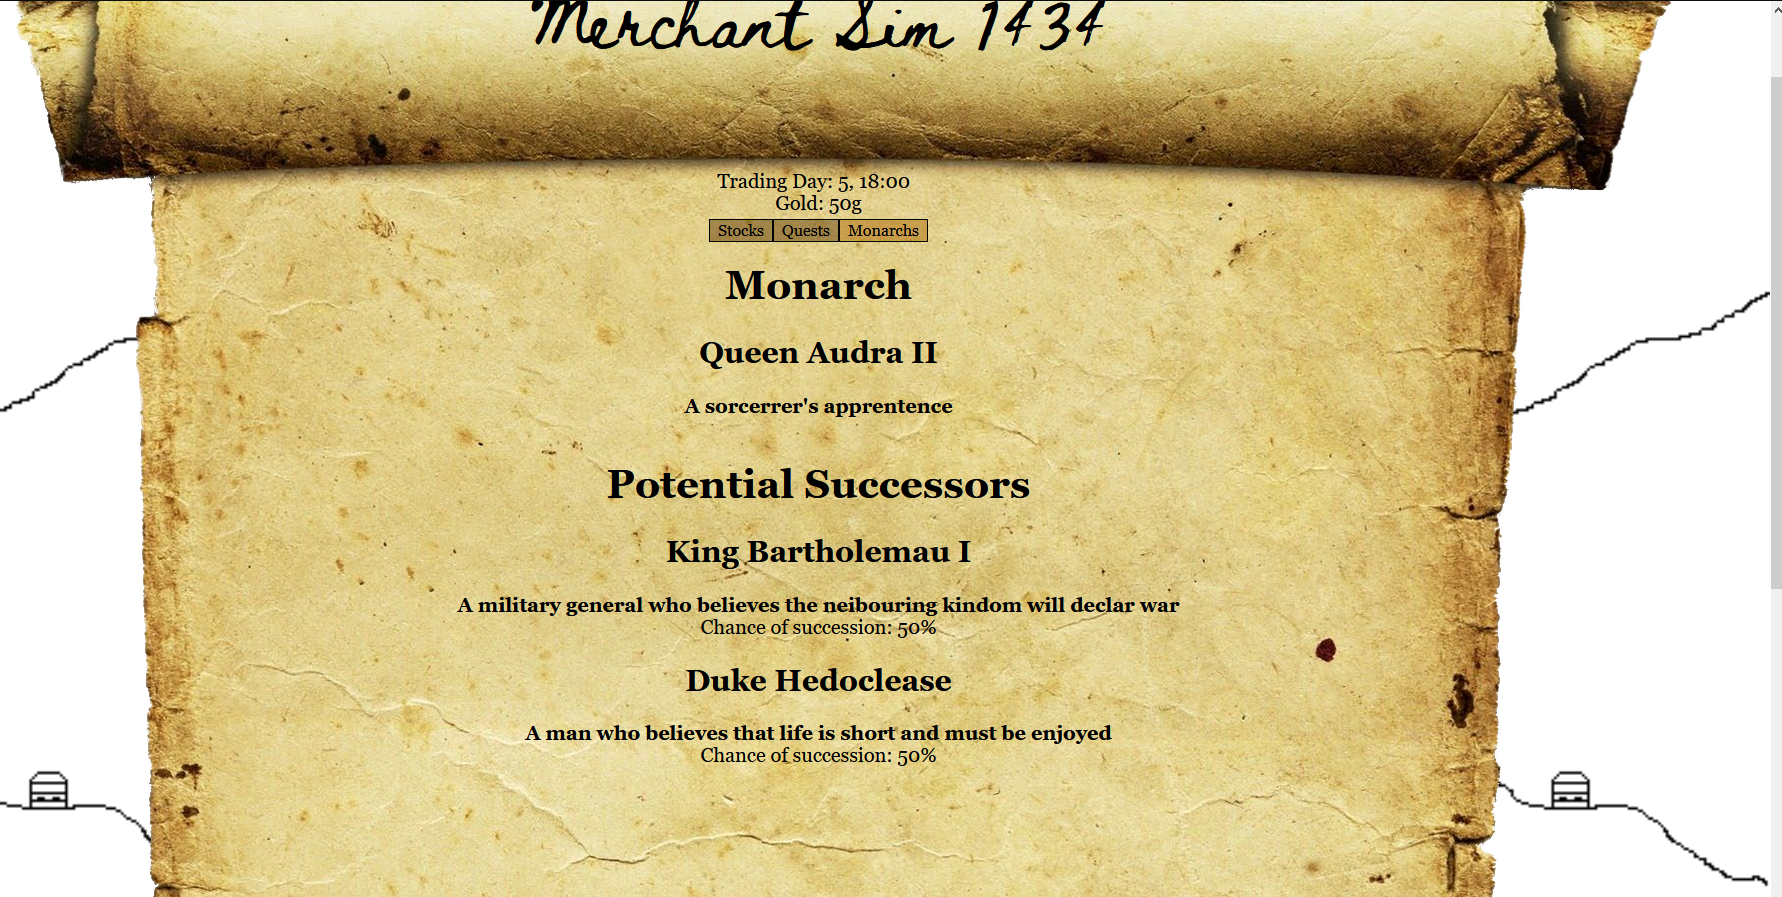 Merchant Sim 1434
Trading Day: 5, 18:00
Gold: 50g
Stocks Quests Monarchs
Monarch
Queen Audra II
A sorcerrer's apprentence
Potential Successors
King Bartholemau I
A military general who believes the neibouring kindom will declar war
Chance of succession: 50%
Duke Hedoclease
A man who believes that life is short and must be enjoyed
Chance of succession: 50%